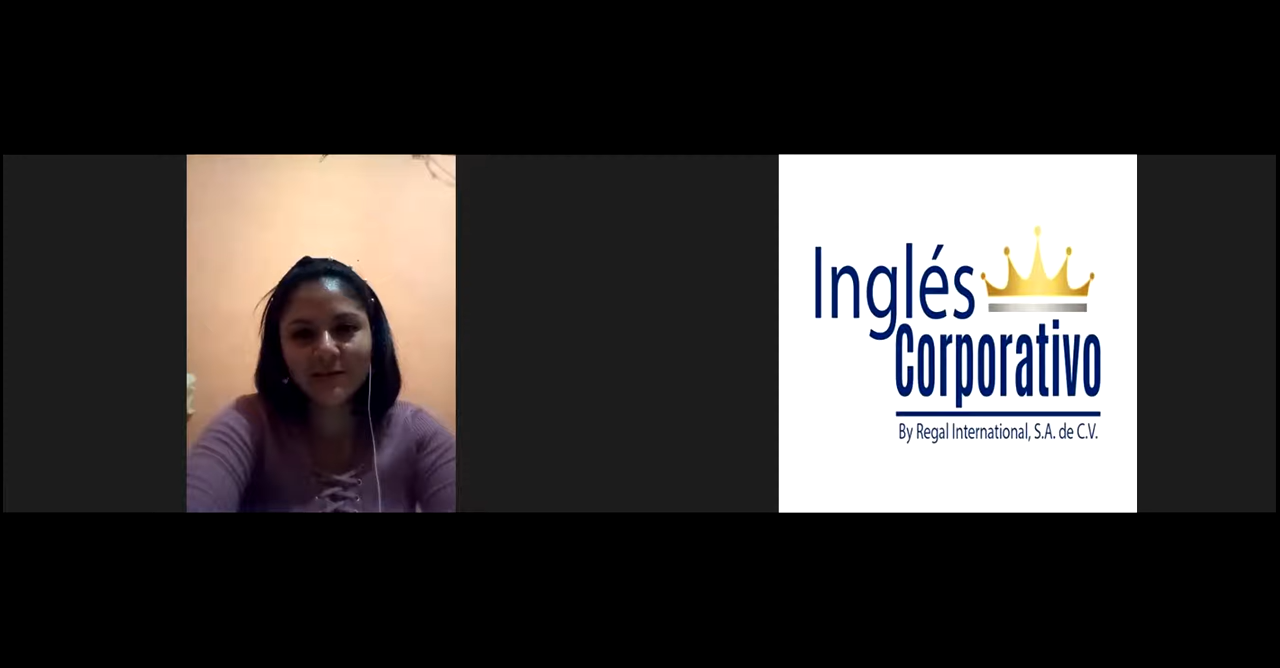 Inglés
Corporativo
By Regal International, S.A. de C.V.